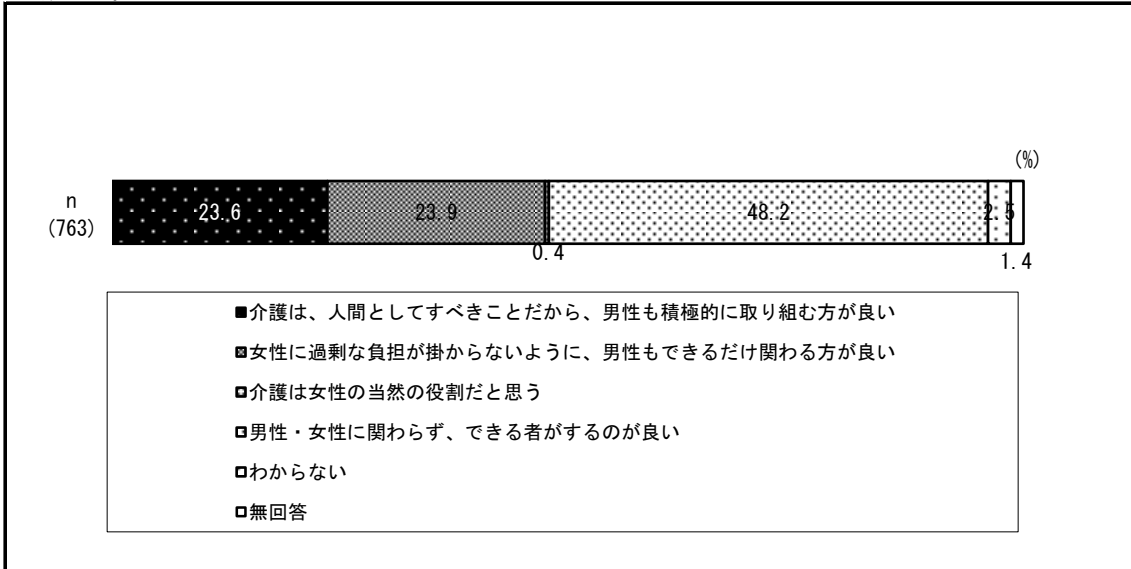 (%)
n
(763)
23.6
23.9
0.4
48.2
2.5
1.4
■介護は、人間としてすべきことだから、男性も積極的に取り組む方が良い
女性に過剰な負担が掛からないように、男性もできるだけ関わる方が良い
介護は女性の当然の役割だと思う
男性・女性に関わらず、できる者がするのが良い
わからない
無回答